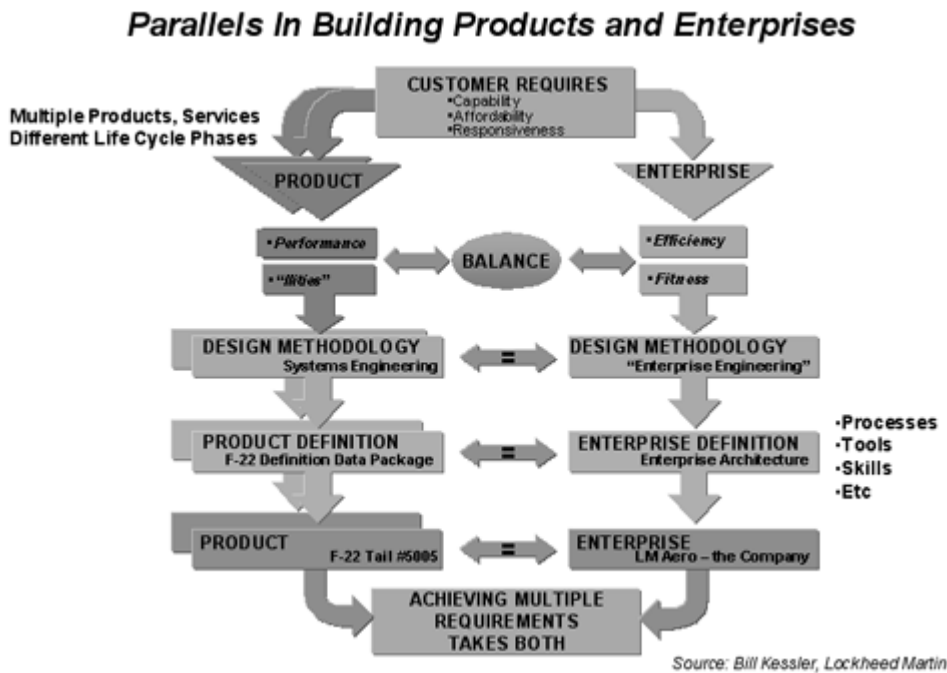 Parallels In Building Products and Enterprises
CUSTOMER REQUIRES
▪Capability
▪Affordability
▪Responsiveness
Multiple Products, Services
Different Life Cycle Phases
PRODUCT
ENTERPRISE
▪Performance
▪"Ilities"
BALANCE
▪Efficiency
▪Fitness
DESIGN METHODOLOGY
Systems Engineering
=
DESIGN METHODOLOGY
"Enterprise Engineering"
PRODUCT DEFINITION
F-22 Definition Data Package
=
ENTERPRISE DEFINITION
Enterprise Architecture
·Processes
·Tools
·Skills
·Etc
PRODUCT
F-22 Tail #5005
=
ENTERPRISE
LM Aero – the Company
ACHIEVING MULTIPLE
REQUIREMENTS
TAKES BOTH
Source: Bill Kessler, Lockheed Martin